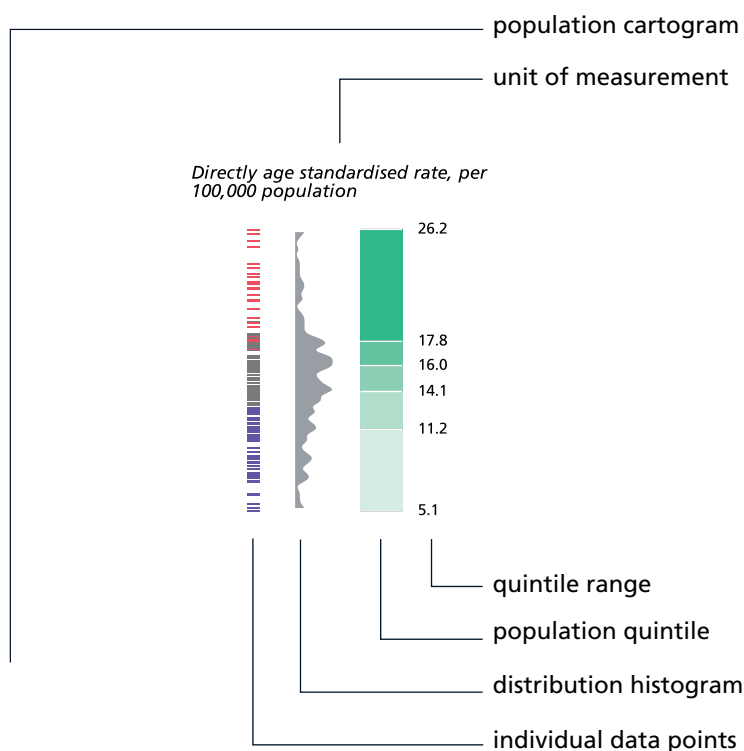 population cartogram
unit of measurement
Directly age standardised rate, per
100,000 population
26.2
17.8
16.0
14.1
11.2
5.1
quintile range
population quintile
distribution histogram
individual data points